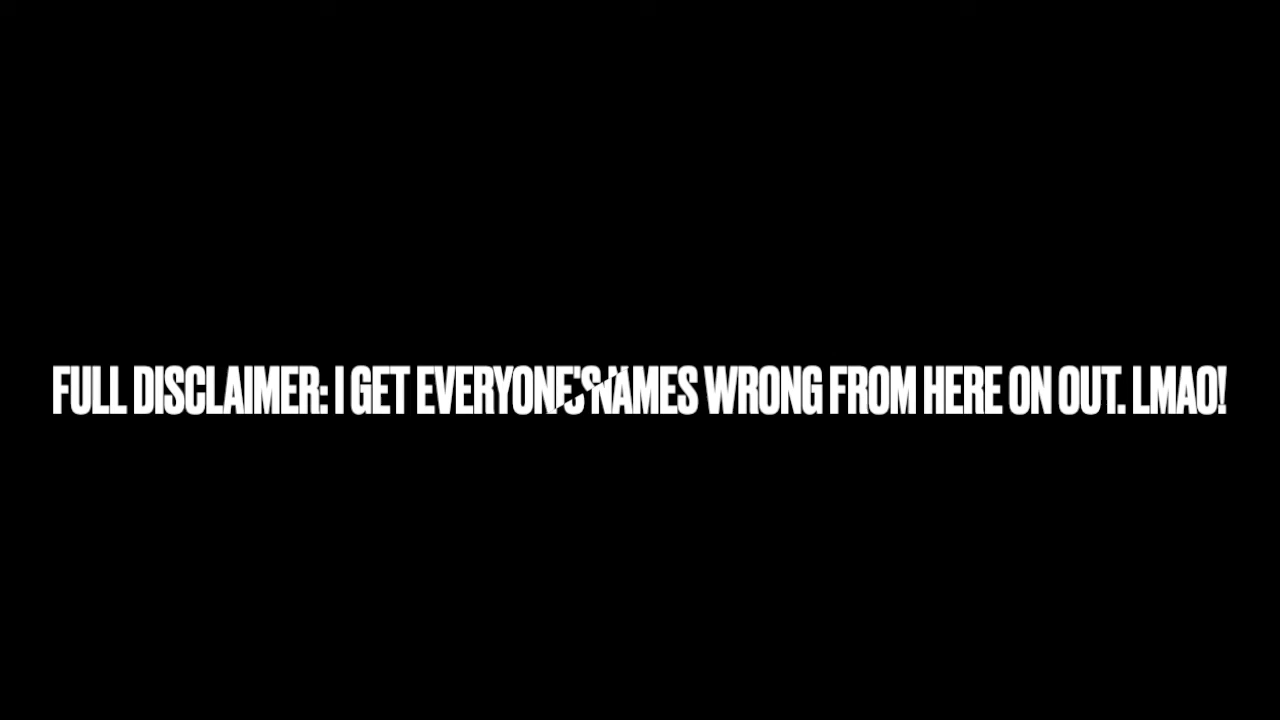 FULL DISCLAIMER: I GET EVERYONE'S NAMES WRONG FROM HERE ON OUT. LMAO!